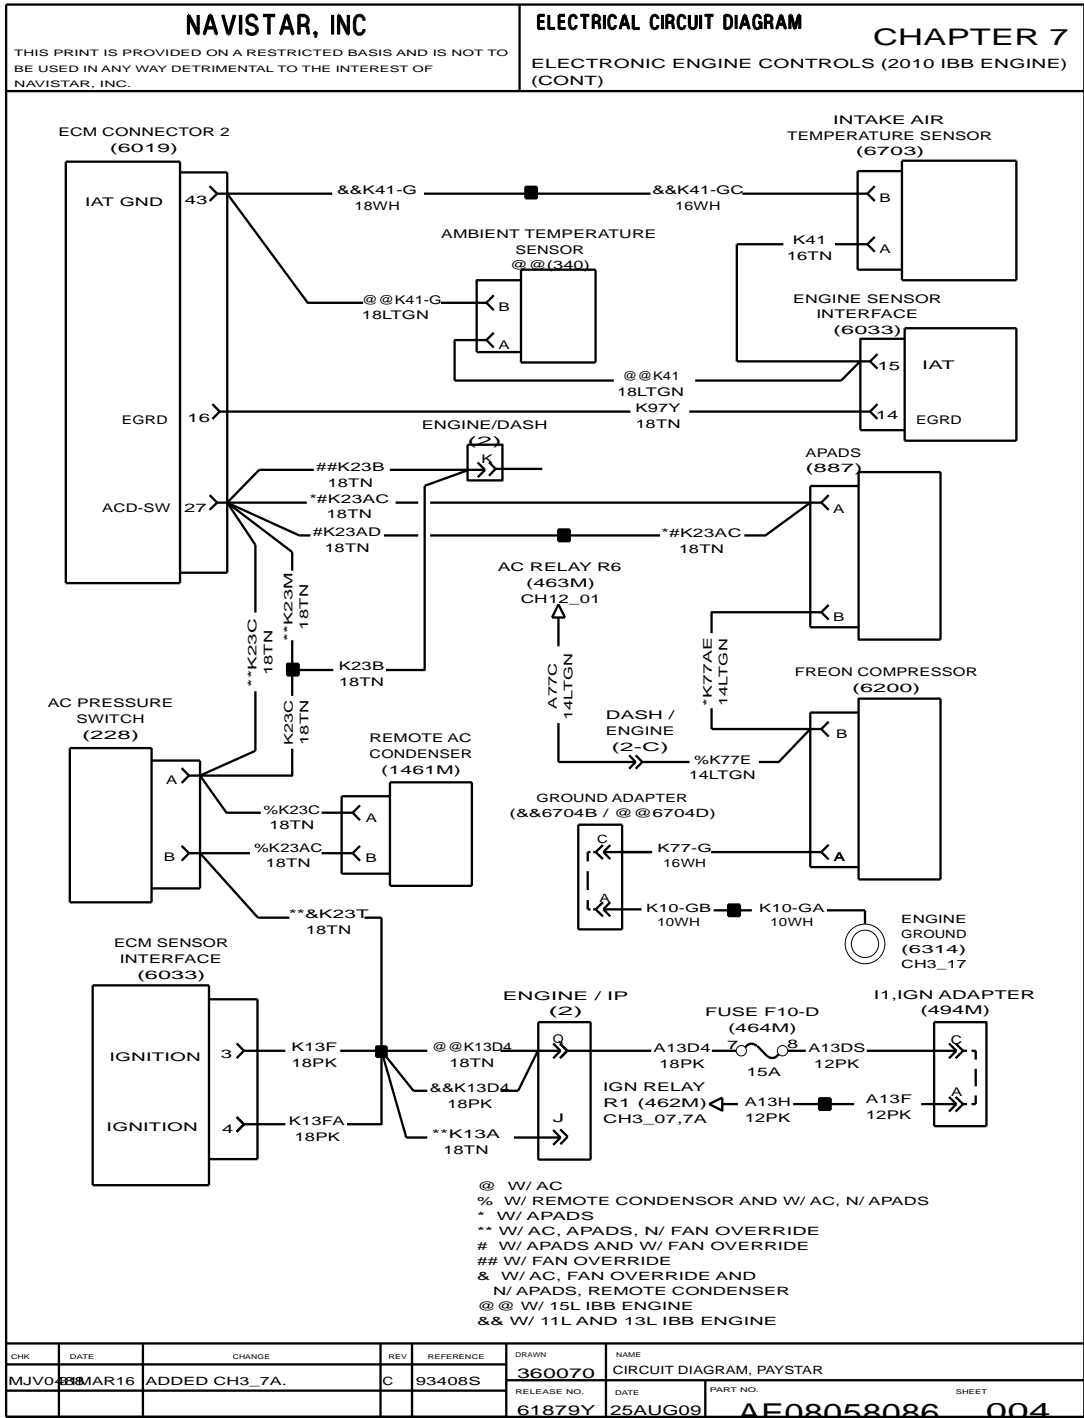 NAVISTAR, INC
THIS PRINT IS PROVIDED ON A RESTRICTED BASIS AND IS NOT TO
BE USED IN ANY WAY DETRIMENTAL TO THE INTEREST OF
NAVISTAR, INC.
ELECTRICAL CIRCUIT DIAGRAM
CHAPTER 7
ELECTRONIC ENGINE CONTROLS (2010 IBB ENGINE)
(CONT)
ECM CONNECTOR 2
(6019)
IAT GND
43
&&K41-G
18WH
&&K41-GC
16WH
INTAKE AIR
TEMPERATURE SENSOR
(6703)
B
A
K41
16TN
AMBIENT TEMPERATURE
SENSOR
@@(340)
@@K41-G
18LTGN
B
A
ENGINE SENSOR
INTERFACE
(6033)
15
IAT
@@K41
18LTGN
EGRD
16
K97Y
18TN
14
EGRD
ENGINE/DASH
(2)
K
##K23B
18TN
ACD-SW
27
*#K23AC
18TN
#K23AD
18TN
*#K23AC
18TN
APADS
(887)
A
B
AC RELAY R6
(463M)
CH12_01
**K23C
18TN
**K23M
18TN
K23B
18TN
K23C
18TN
A77C
14LTGN
*K77AE
14LTGN
FREON COMPRESSOR
(6200)
B
A
DASH /
ENGINE
(2-C)
%K77E
14LTGN
AC PRESSURE
SWITCH
(228)
A
B
REMOTE AC
CONDENSER
(1461M)
%K23C
18TN
A
%K23AC
18TN
B
GROUND ADAPTER
(&&6704B / @@6704D)
C
K77-G
16WH
A
K10-GB
10WH
K10-GA
10WH
ENGINE
GROUND
(6314)
CH3_17
**&K23T
18TN
ECM SENSOR
INTERFACE
(6033)
IGNITION
3
K13F
18PK
IGNITION
4
K13FA
18PK
@@K13D4
18TN
&&K13D4
18PK
**K13A
18TN
ENGINE / IP
(2)
Q
J
A13D4
18PK
FUSE F10-D
(464M)
7
8
15A
A13DS
12PK
I1,IGN ADAPTER
(494M)
C
A
IGN RELAY
R1 (462M)
CH3_07,7A
A13H
12PK
A13F
12PK
@ W/ AC
% W/ REMOTE CONDENSOR AND W/ AC, N/ APADS
* W/ APADS
** W/ AC, APADS, N/ FAN OVERRIDE
# W/ APADS AND W/ FAN OVERRIDE
## W/ FAN OVERRIDE
& W/ AC, FAN OVERRIDE AND
N/ APADS, REMOTE CONDENSER
@@ W/ 15L IBB ENGINE
&& W/ 11L AND 13L IBB ENGINE
CHK
DATE
CHANGE
REV
REFERENCE
DRAWN
360070
NAME
CIRCUIT DIAGRAM, PAYSTAR
MAR16
ADDED CH3_7A.
C
93408S
RELEASE NO.
61879Y
DATE
25AUG09
PART NO.
AE08058086
SHEET
004